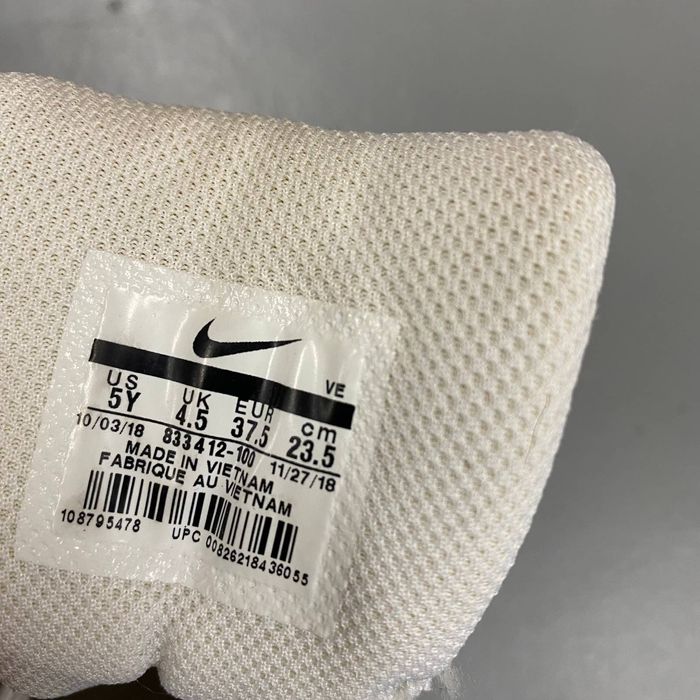 VE
US UK EUR cm
5Y 4.5 37.5 23.5
10/03/18 833412-100 11/27/18
MADE IN VIETNAM
FABRIQUE AU VIETNAM
108795478 UPC 00826218436055